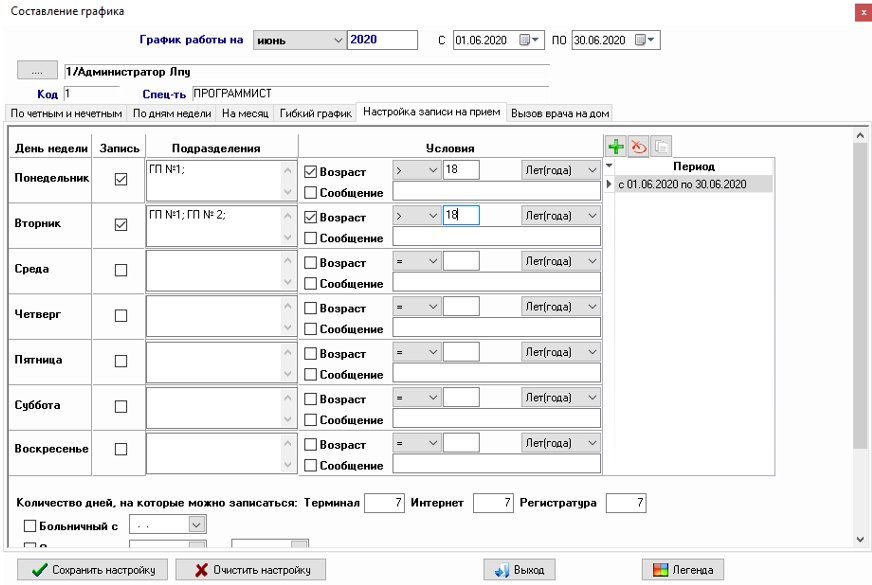 Составление графика
График работы на июнь 2020 С 01.06.2020 ПО 30.06.2020
.... 1/Администратор Лпу
Код 1 Спец-ть ПРОГРАММИСТ
По четным и нечетным По дням недели На месяц Гибкий график Настройка записи на прием Вызов врача на дом
День недели Запись Подразделения Условия Период
Понедельник ГП №1; Возраст > 18 Лет(года) с 01.06.2020 по 30.06.2020
Сообщение
Вторник ГП №1; ГП № 2; Возраст > 18 Лет(года)
Сообщение
Среда Возраст = Лет(года)
Сообщение
Четверг Возраст = Лет(года)
Сообщение
Пятница Возраст = Лет(года)
Сообщение
Суббота Возраст = Лет(года)
Сообщение
Воскресенье Возраст = Лет(года)
Сообщение
Количество дней, на которые можно записаться: Терминал 7 Интернет 7 Регистратура 7
Больничный с . .
Сохранить настройку Очистить настройку Выход Легенда